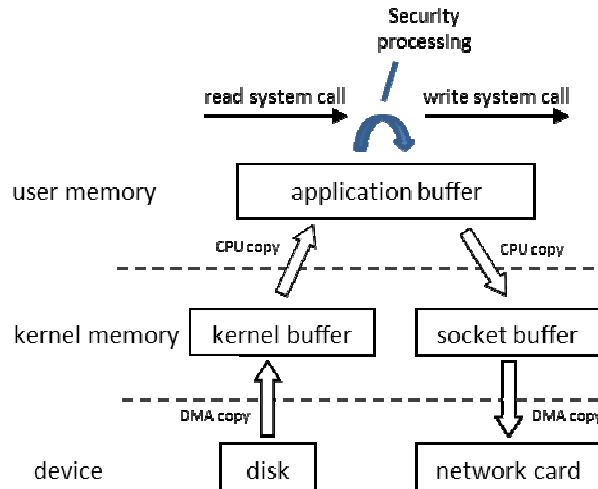 Security
processing
read system call
write system call
user memory
application buffer
CPU copy
CPU copy
kernel memory
kernel buffer
socket buffer
DMA copy
DMA copy
device
disk
network card